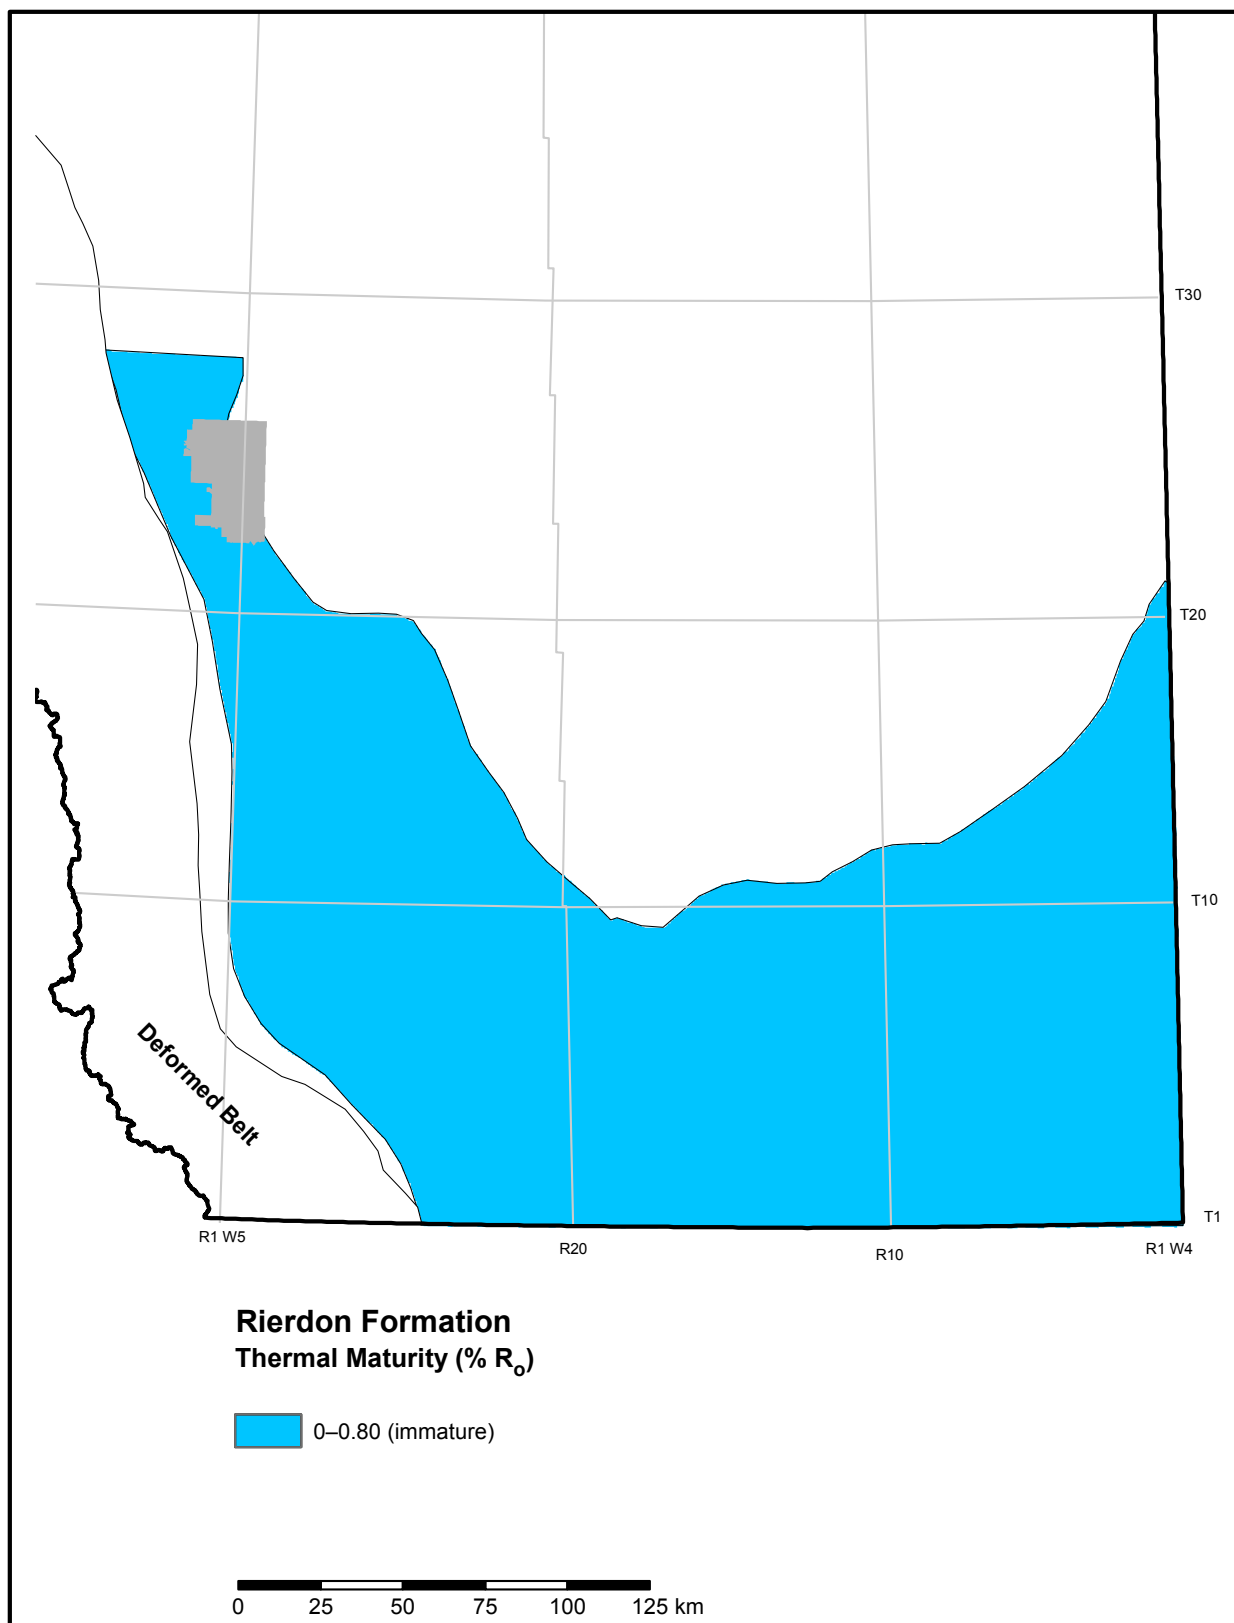 T30
T20
T10
Deformed Belt
T1
R1 W5
R20
R10
R1 W4
Rierdon Formation
Thermal Maturity (% Ro)
0–0.80 (immature)
0 25 50 75 100 125 km